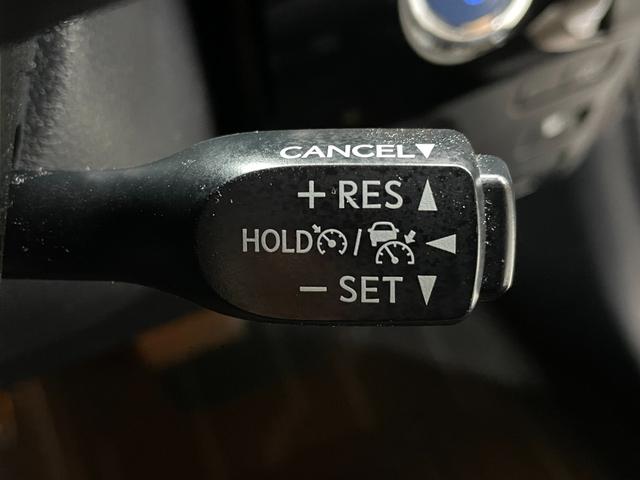 CANCEL▼
+ RES ▲
HOLD / ◀
− SET ▼